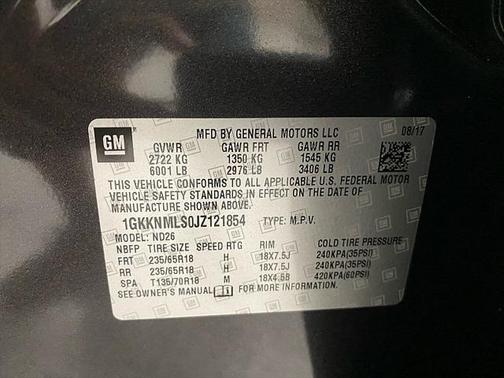 GM
MFD BY GENERAL MOTORS LLC 08/17
GVWR GAWR FRT GAWR RR
2722 KG 1350 KG 1545 KG
6001 LB 2976 LB 3406 LB
THIS VEHICLE CONFORMS TO ALL APPLICABLE U.S. FEDERAL MOTOR
VEHICLE SAFETY STANDARDS IN EFFECT ON THE DATE OF
MANUFACTURE SHOWN ABOVE.
1GKKNMLS0JZ121854 TYPE: M.P.V.
MODEL: ND26
NBFP TIRE SIZE SPEED RTG RIM COLD TIRE PRESSURE
FRT 235/65R18 H 18X7.5J 240KPA(35PSI)
RR 235/65R18 H 18X7.5J 240KPA(35PSI)
SPA T135/70R18 M 18X4.5B 420KPA(60PSI)
SEE OWNER'S MANUAL FOR MORE INFORMATION